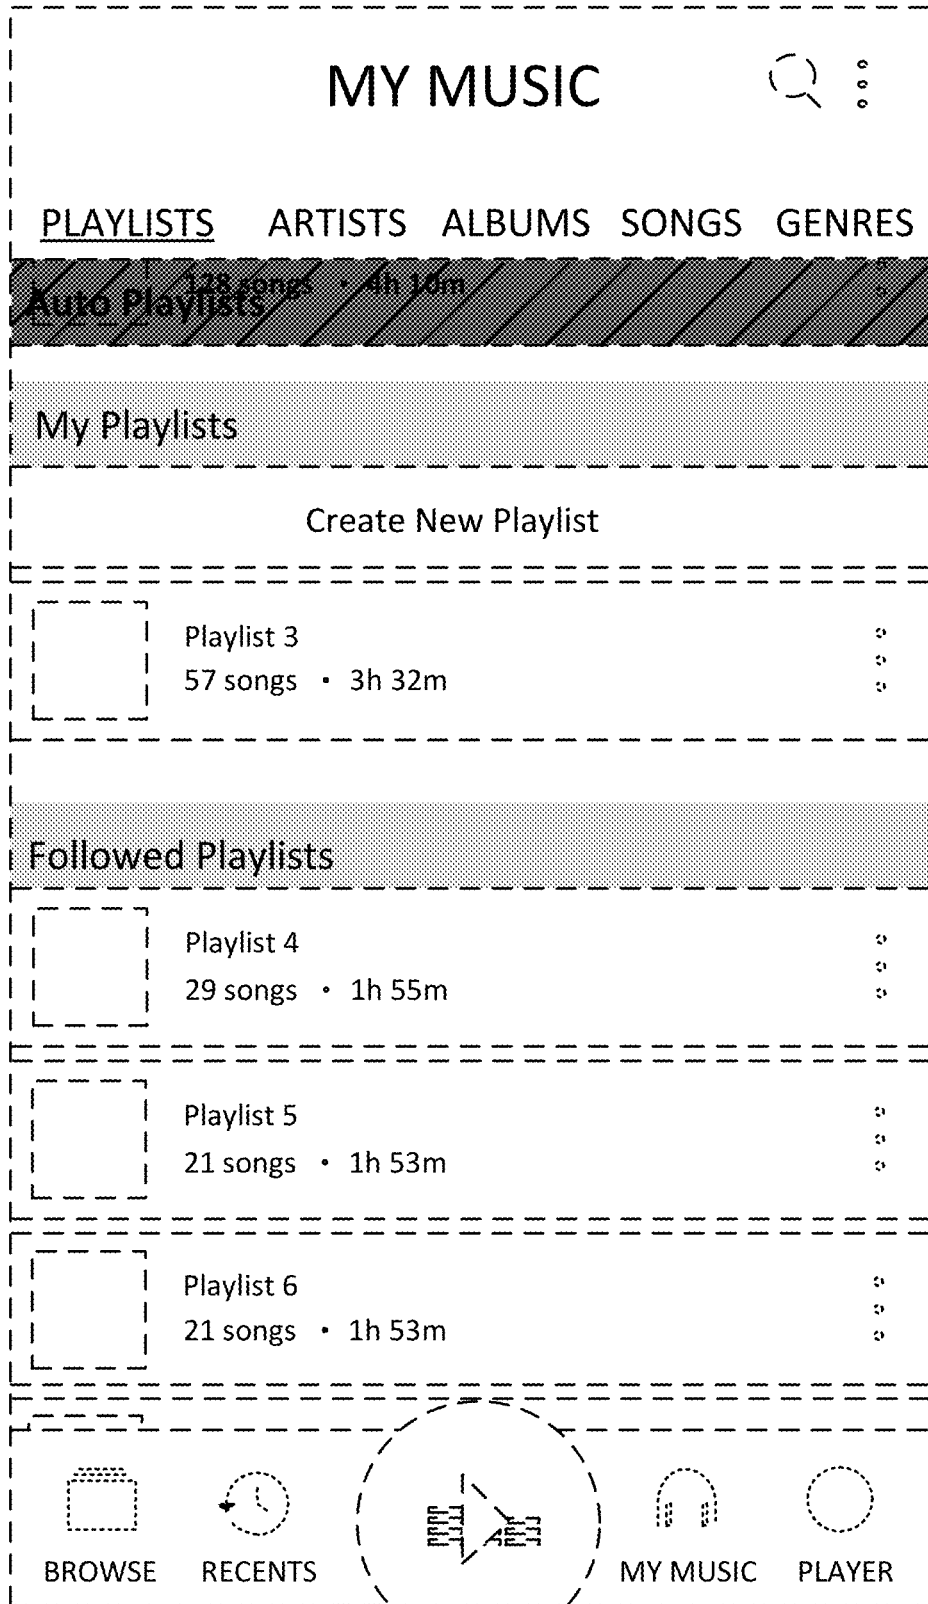 MY MUSIC
PLAYLISTS ARTISTS ALBUMS SONGS GENRES
128 songs • 4h 10m
Auto Playlists
My Playlists
Create New Playlist
Playlist 3
57 songs • 3h 32m
Followed Playlists
Playlist 4
29 songs • 1h 55m
Playlist 5
21 songs • 1h 53m
Playlist 6
21 songs • 1h 53m
BROWSE RECENTS MY MUSIC PLAYER